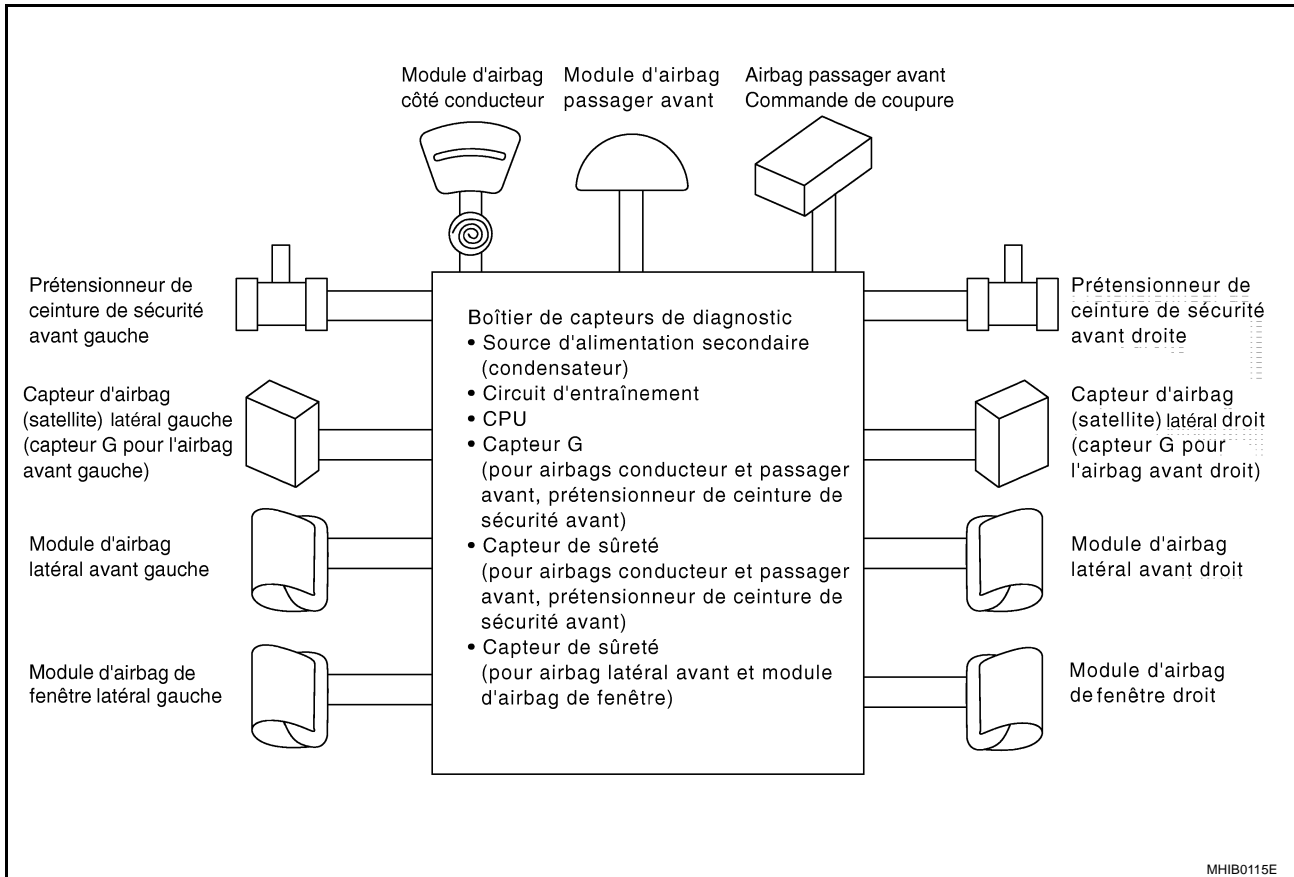 Module d'airbag
côté conducteur
Module d'airbag
passager avant
Airbag passager avant
Commande de coupure
Prétensionneur de
ceinture de sécurité
avant gauche
Capteur d'airbag
(satellite) latéral gauche
(capteur G pour l'airbag
avant gauche)
Module d'airbag
latéral avant gauche
Module d'airbag de
fenêtre latéral gauche
Boîtier de capteurs de diagnostic
• Source d'alimentation secondaire
(condensateur)
• Circuit d'entraînement
• CPU
• Capteur G
(pour airbags conducteur et passager
avant, prétensionneur de ceinture de
sécurité avant)
• Capteur de sûreté
(pour airbags conducteur et passager
avant, prétensionneur de ceinture de
sécurité avant)
• Capteur de sûreté
(pour airbag latéral avant et module
d'airbag de fenêtre)
Prétensionneur de
ceinture de sécurité
avant droite
Capteur d'airbag
(satellite) latéral droit
(capteur G pour
l'airbag avant droit)
Module d'airbag
latéral avant droit
Module d'airbag
de fenêtre droit
MHIB0115E